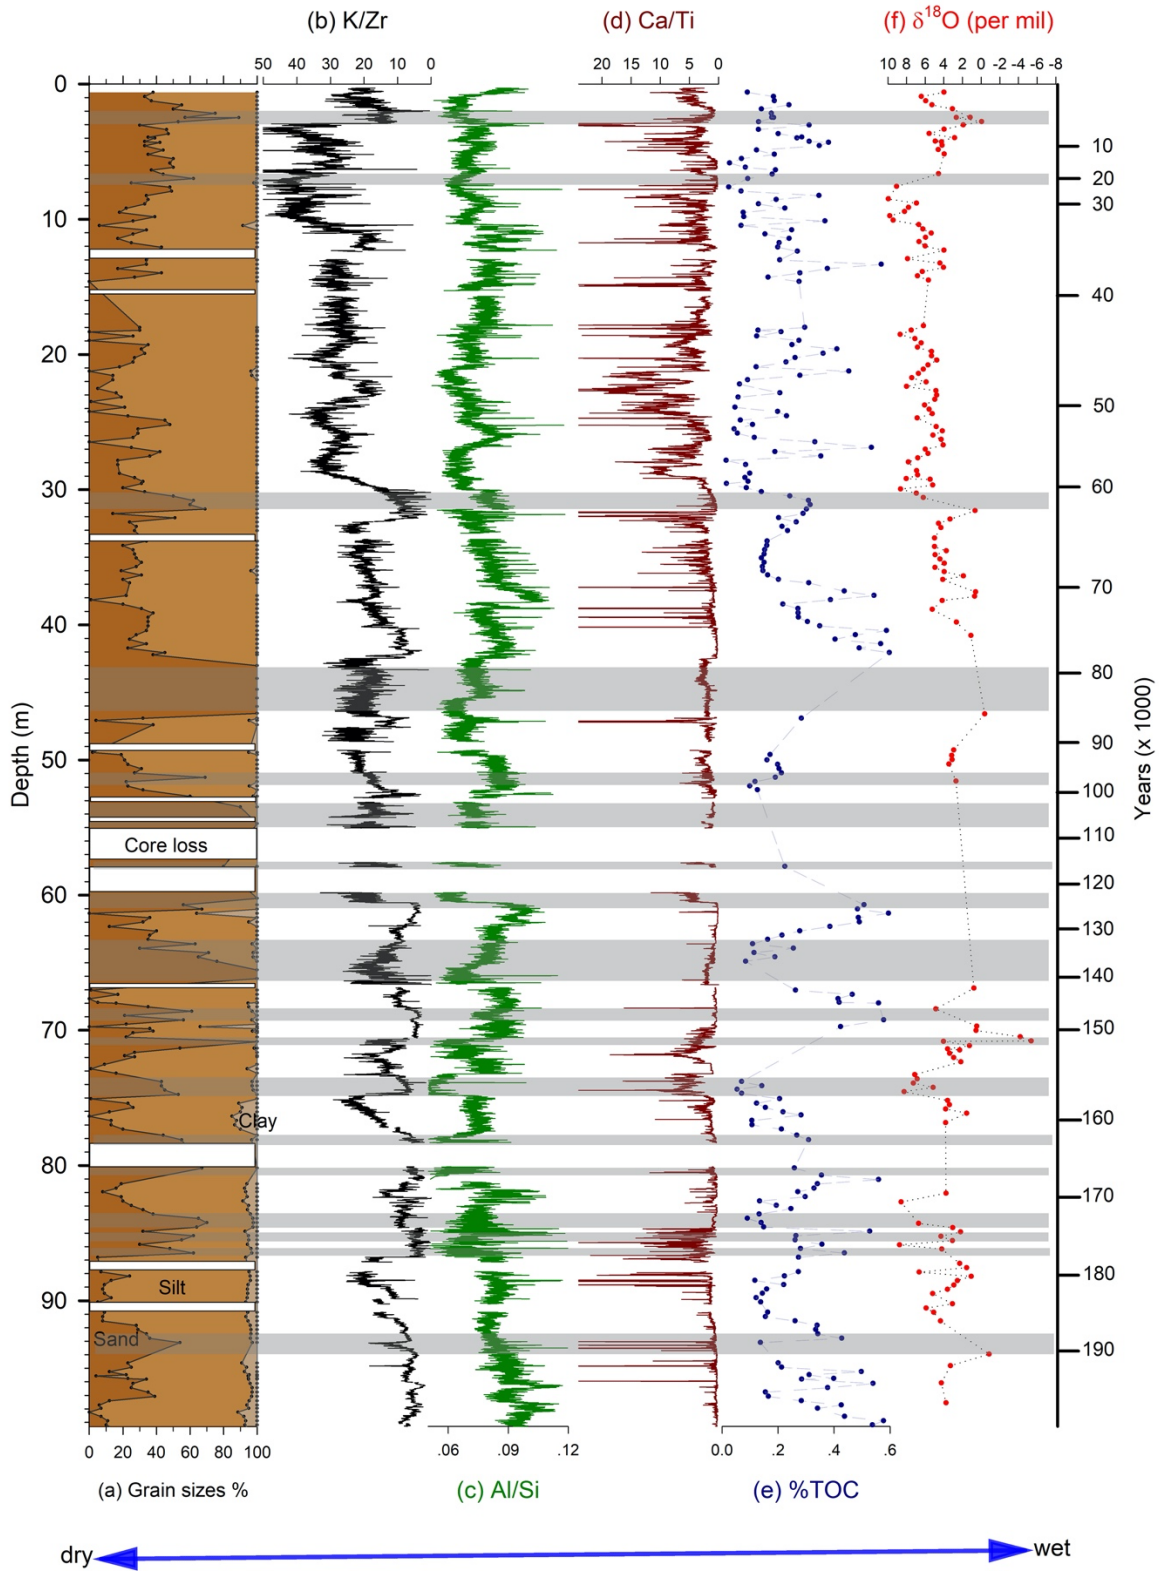 (b) K/Zr (d) Ca/Ti (f) δ¹⁸O (per mil)
50 40 30 20 10 0 20 15 10 5 0 10 8 6 4 2 0 -2 -4 -6 -8
0
10
20
30
10
40
20
50
30
60
70
40
80
Depth (m)
Years (x 1000)
90
50
100
110
Core loss
120
60
130
140
70
150
Clay
160
80
170
Silt
180
90
Sand
190
0 20 40 60 80 100 .06 .09 .12 0.0 .2 .4 .6
(a) Grain sizes % (c) Al/Si (e) %TOC
dry wet